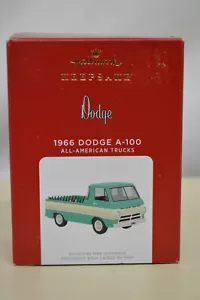 Hallmark
KEEPSAKE
Dodge
1966 DODGE A-100
ALL-AMERICAN TRUCKS